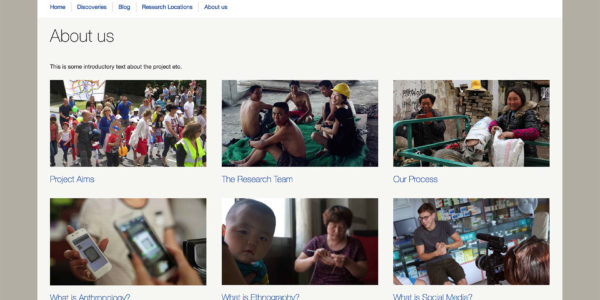 Home Discoveries Blog Research Locations About us
About us
This is some introductory text about the project etc.
Project Aims The Research Team Our Process
What is Anthropology? What is Ethnography? What is Social Media?